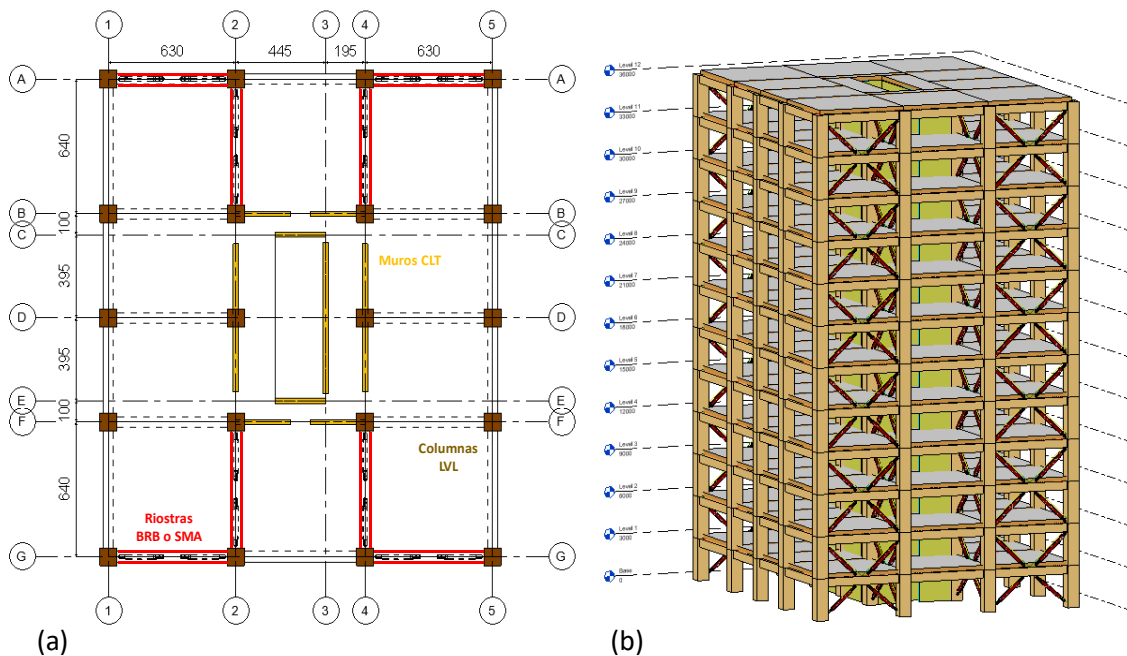 1 2 3 4 5
630 445 195 630
A A
640
B B
100
C C
395
Muros CLT
D D
395
E E
100
F F
Columnas
LVL
640
Riostras
BRB o SMA
G G
1 2 3 4 5
(a)
Level 12
36000
Level 11
33000
Level 10
30000
Level 9
27000
Level 8
24000
Level 7
21000
Level 6
18000
Level 5
15000
Level 4
12000
Level 3
9000
Level 2
6000
Level 1
3000
Base
0
(b)